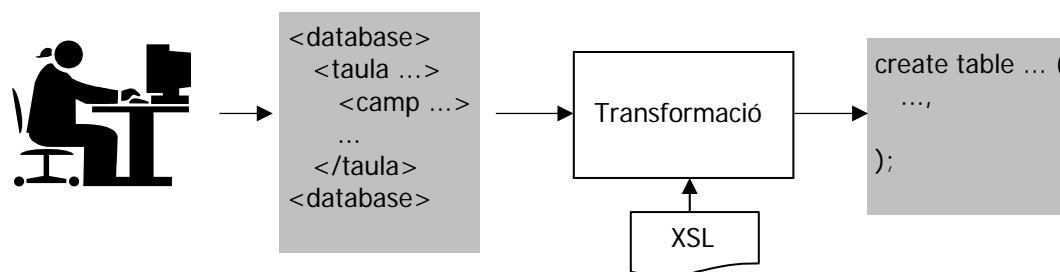 <database>
<taula ...>
<camp ...>
...
</taula>
<database>
Transformació
XSL
create table ... (
...,
);